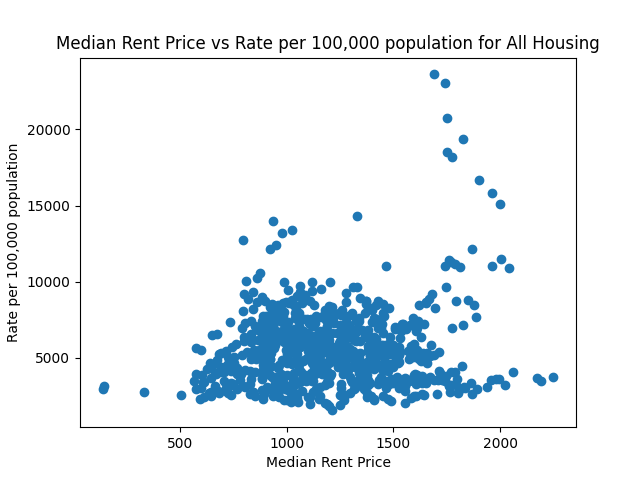 Median Rent Price vs Rate per 100,000 population for All Housing
Rate per 100,000 population
20000
15000
10000
5000
500 1000 1500 2000
Median Rent Price